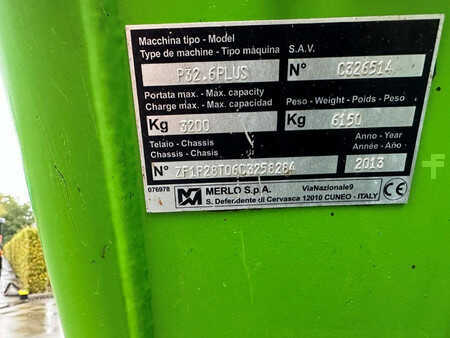 Macchina tipo - Model
Type de machine - Tipo máquina S.A.V.
P32.6PLUS N° C326514
Portata max. - Max. capacity
Charge max. - Max. capacidad Peso - Weight - Poids - Peso
Kg 3200 Kg 6150
Telaio - Chassis Anno - Year
Chassis - Chasis Année - Año
N° ZF1P28T06C3258284 2013
076978 MERLO S.p.A. ViaNazionale9
S. Defendente di Cervasca 12010 CUNEO - ITALY CE